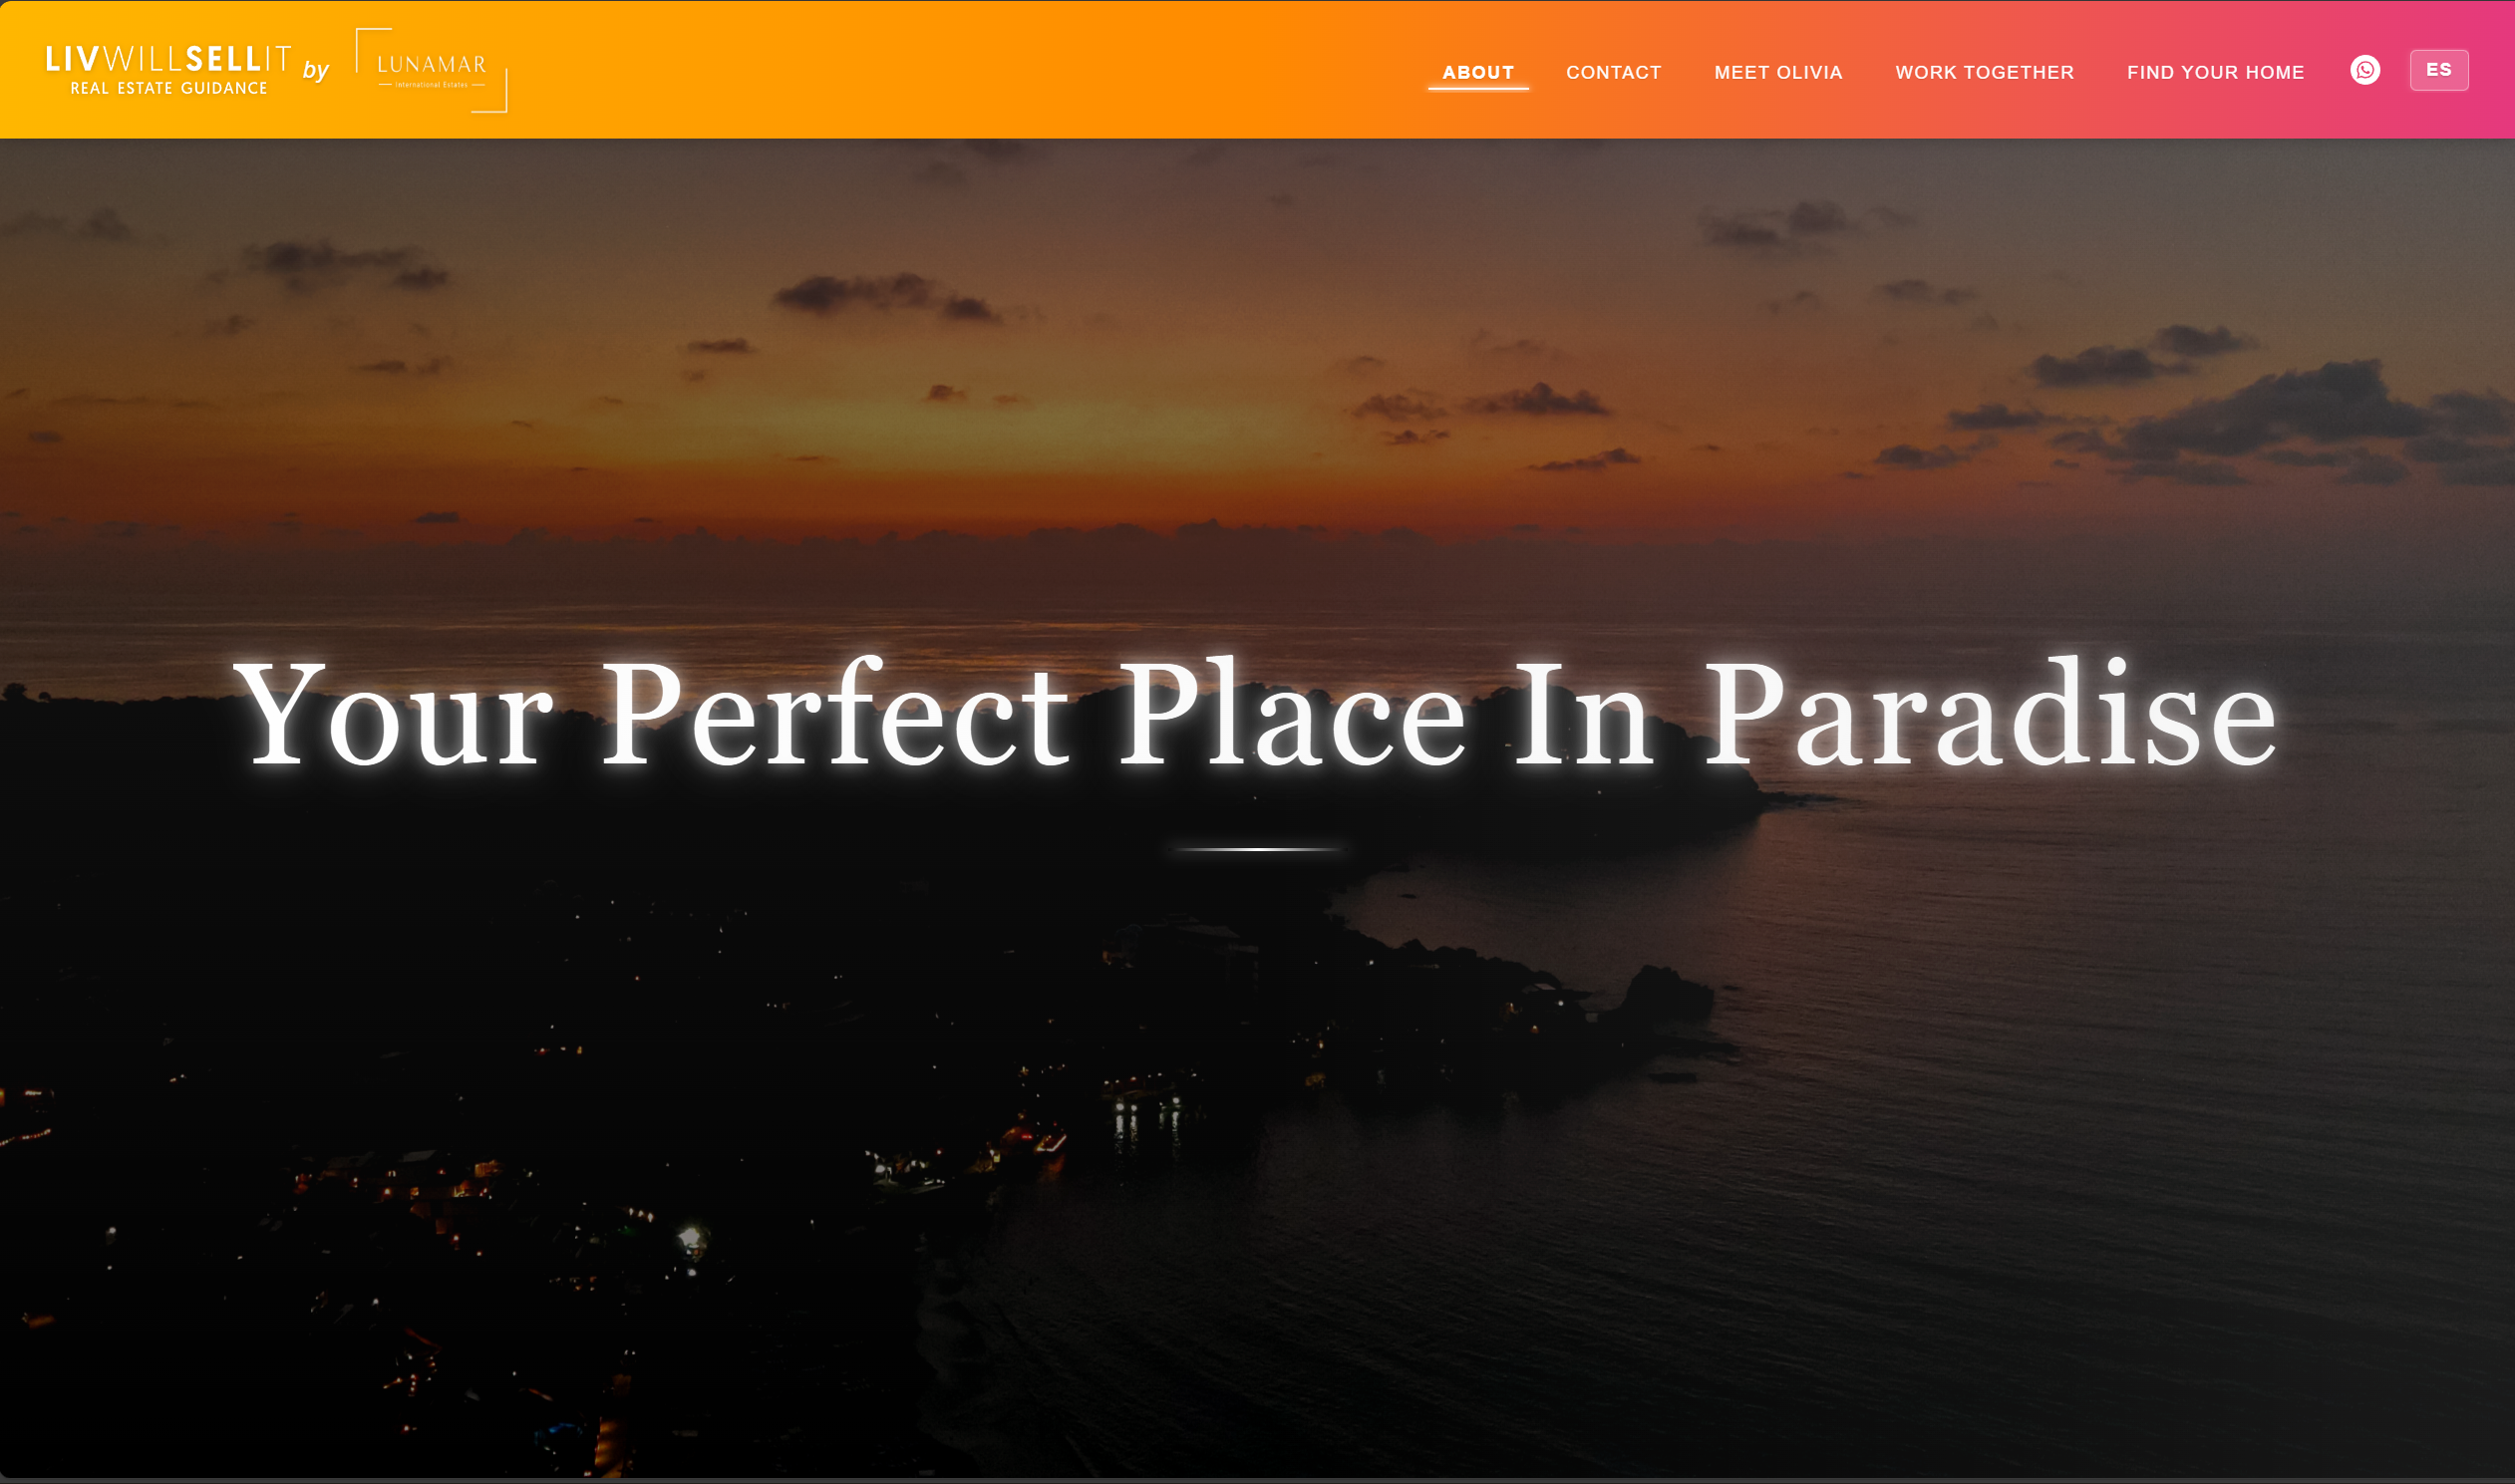 LIVWILLSELLIT
REAL ESTATE GUIDANCE
by
LUNAMAR
International Estates
ABOUT
CONTACT
MEET OLIVIA
WORK TOGETHER
FIND YOUR HOME
ES
Your Perfect Place In Paradise